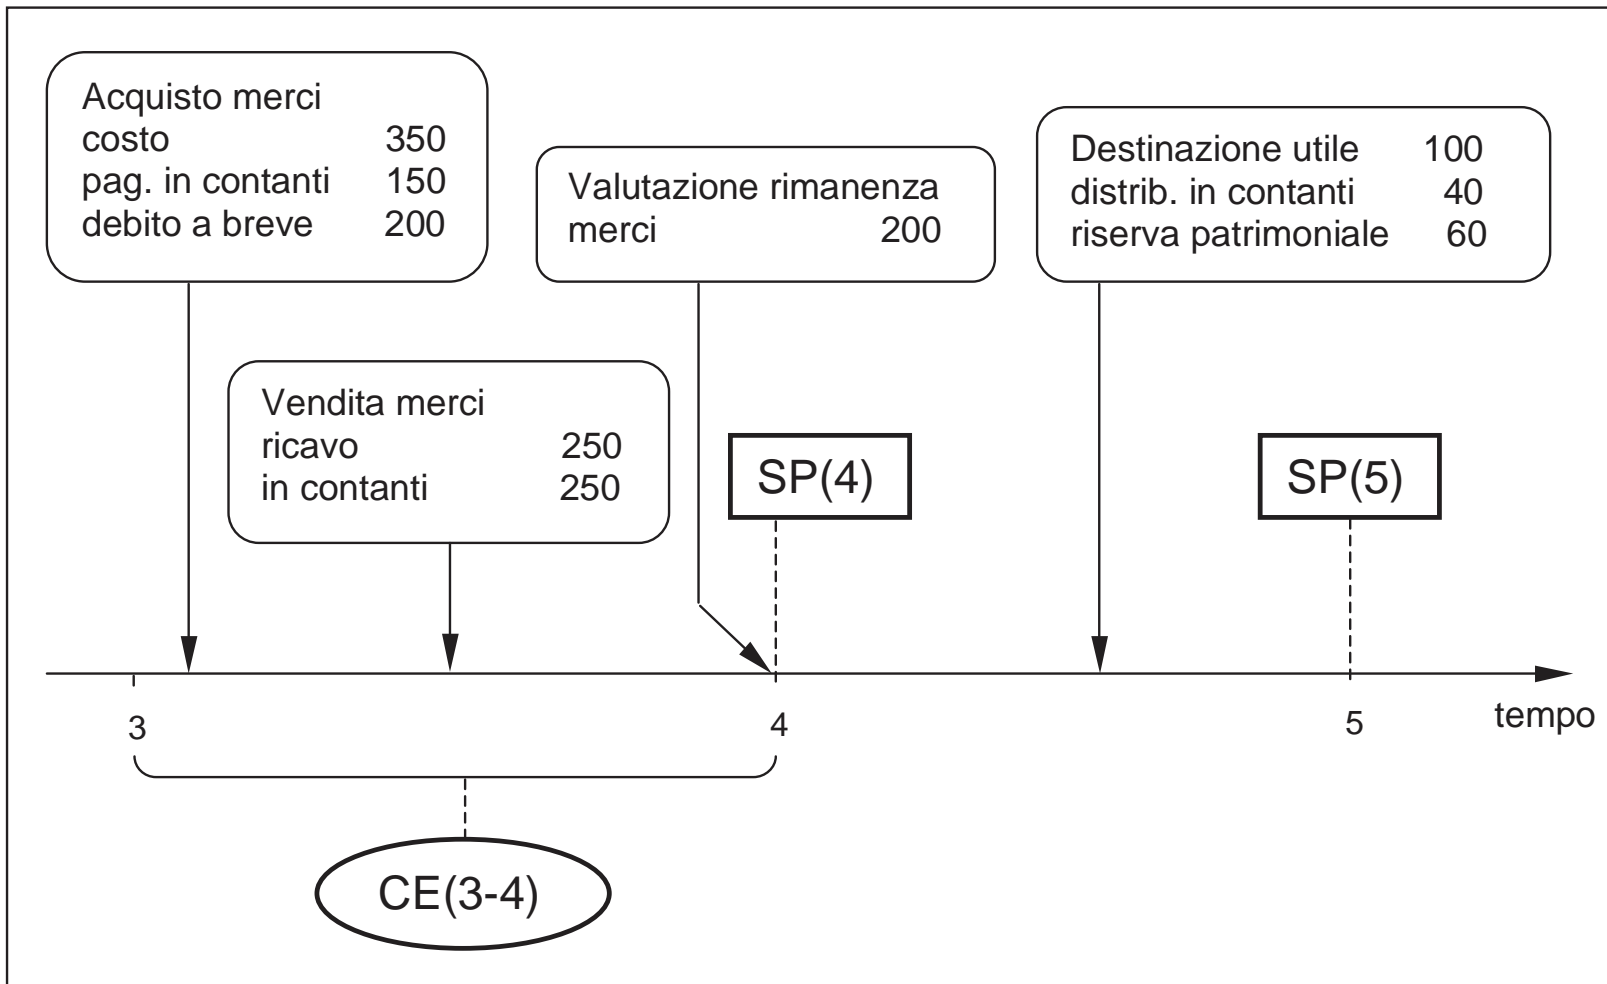 Acquisto merci
costo 350
pag. in contanti 150
debito a breve 200
Valutazione rimanenza
merci 200
Destinazione utile 100
distrib. in contanti 40
riserva patrimoniale 60
Vendita merci
ricavo 250
in contanti 250
SP(4)
SP(5)
3
4
5
tempo
CE(3-4)